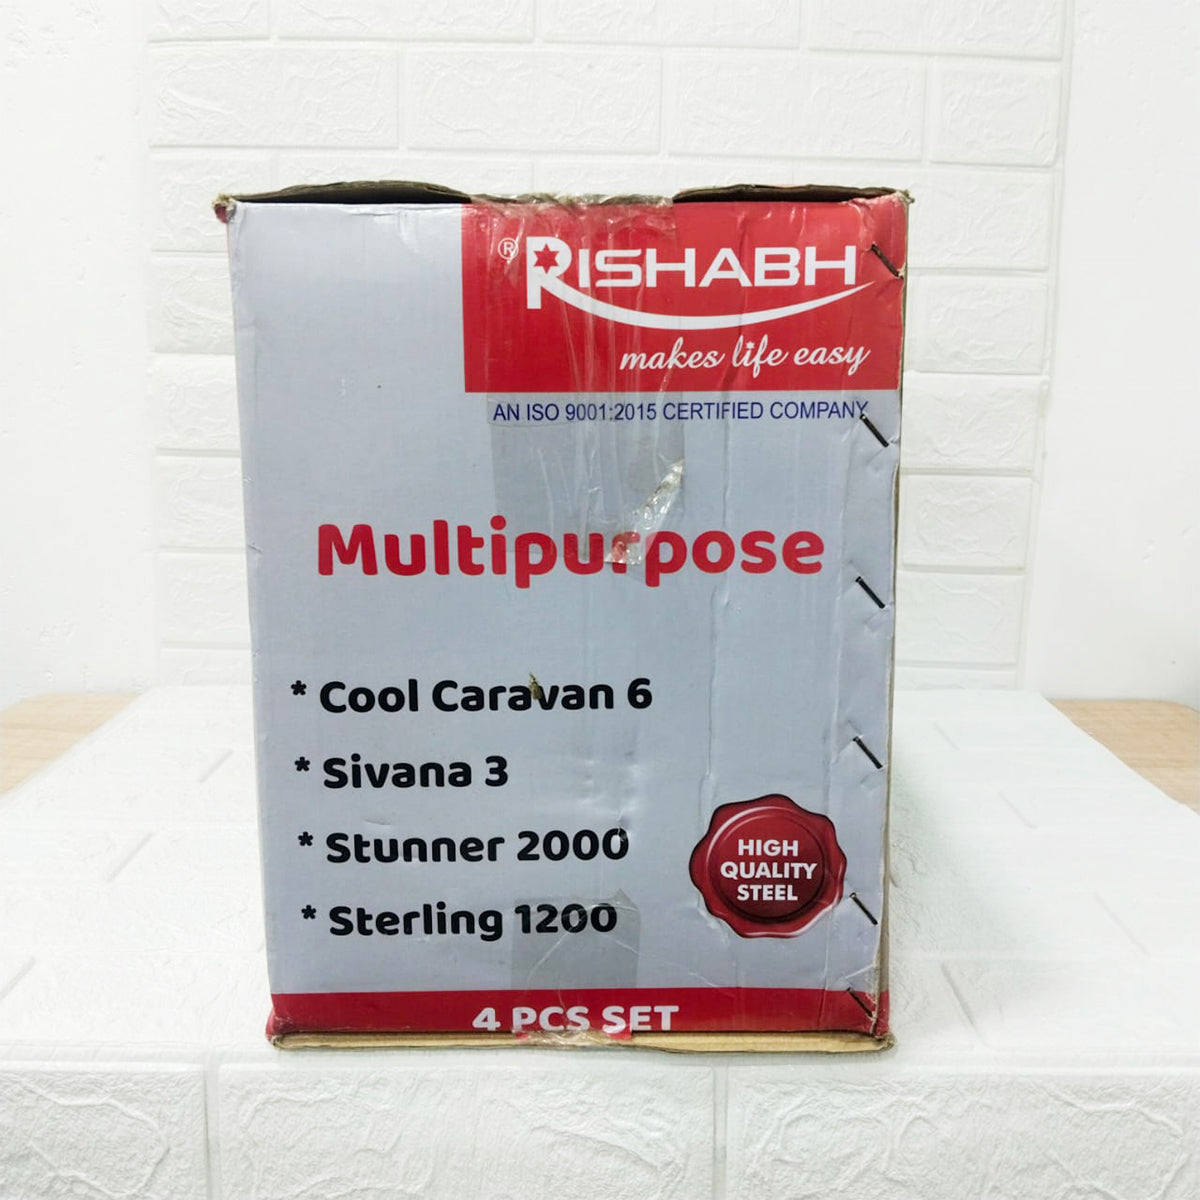 ® RISHABH
makes life easy
AN ISO 9001:2015 CERTIFIED COMPANY
Multipurpose
* Cool Caravan 6
* Sivana 3
* Stunner 2000
* Sterling 1200
HIGH
QUALITY
STEEL
4 PCS SET